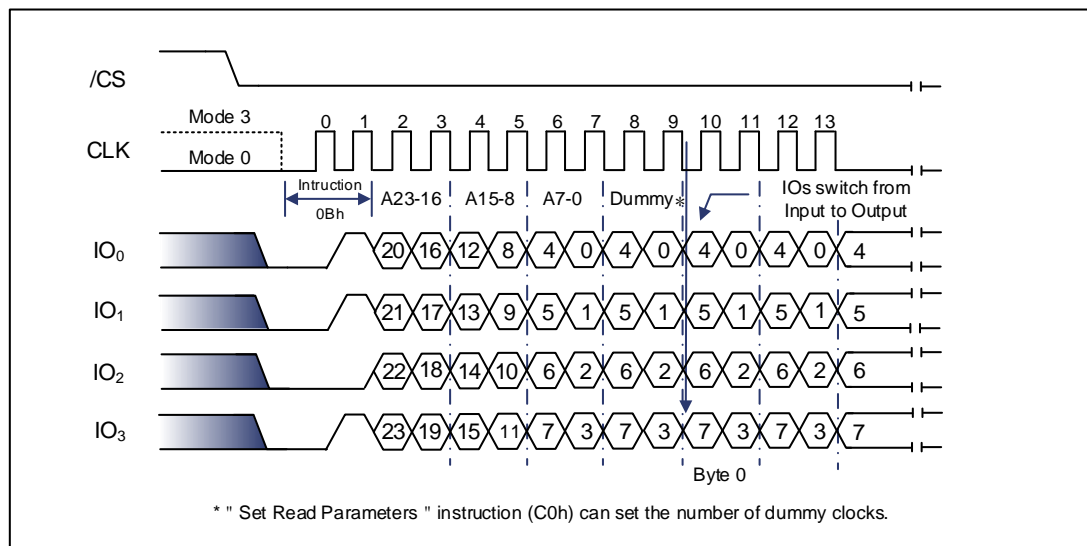 /CS
Mode 3
0 1 2 3 4 5 6 7 8 9 10 11 12 13
CLK
Mode 0
Intruction
0Bh
A23-16 A15-8 A7-0 Dummy*
IOs switch from
Input to Output
IO0 20 16 12 8 4 0 4 0 4 0 4 0 4
IO1 21 17 13 9 5 1 5 1 5 1 5 1 5
IO2 22 18 14 10 6 2 6 2 6 2 6 2 6
IO3 23 19 15 11 7 3 7 3 7 3 7 3 7
Byte 0
* " Set Read Parameters " instruction (C0h) can set the number of dummy clocks.